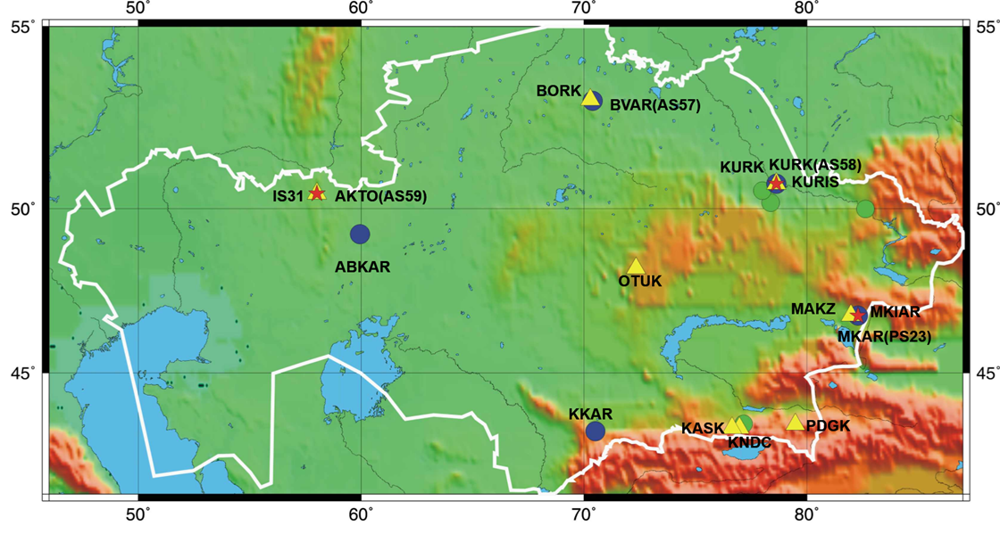 50° 60° 70° 80°
55° 55°
BORK
BVAR(AS57)
KURK KURK(AS58)
KURIS
IS31 AKTO(AS59)
50° 50°
ABKAR
OTUK
MAKZ MKIAR
MKAR(PS23)
45° 45°
KKAR
KASK PDGK
KNDC
50° 60° 70° 80°